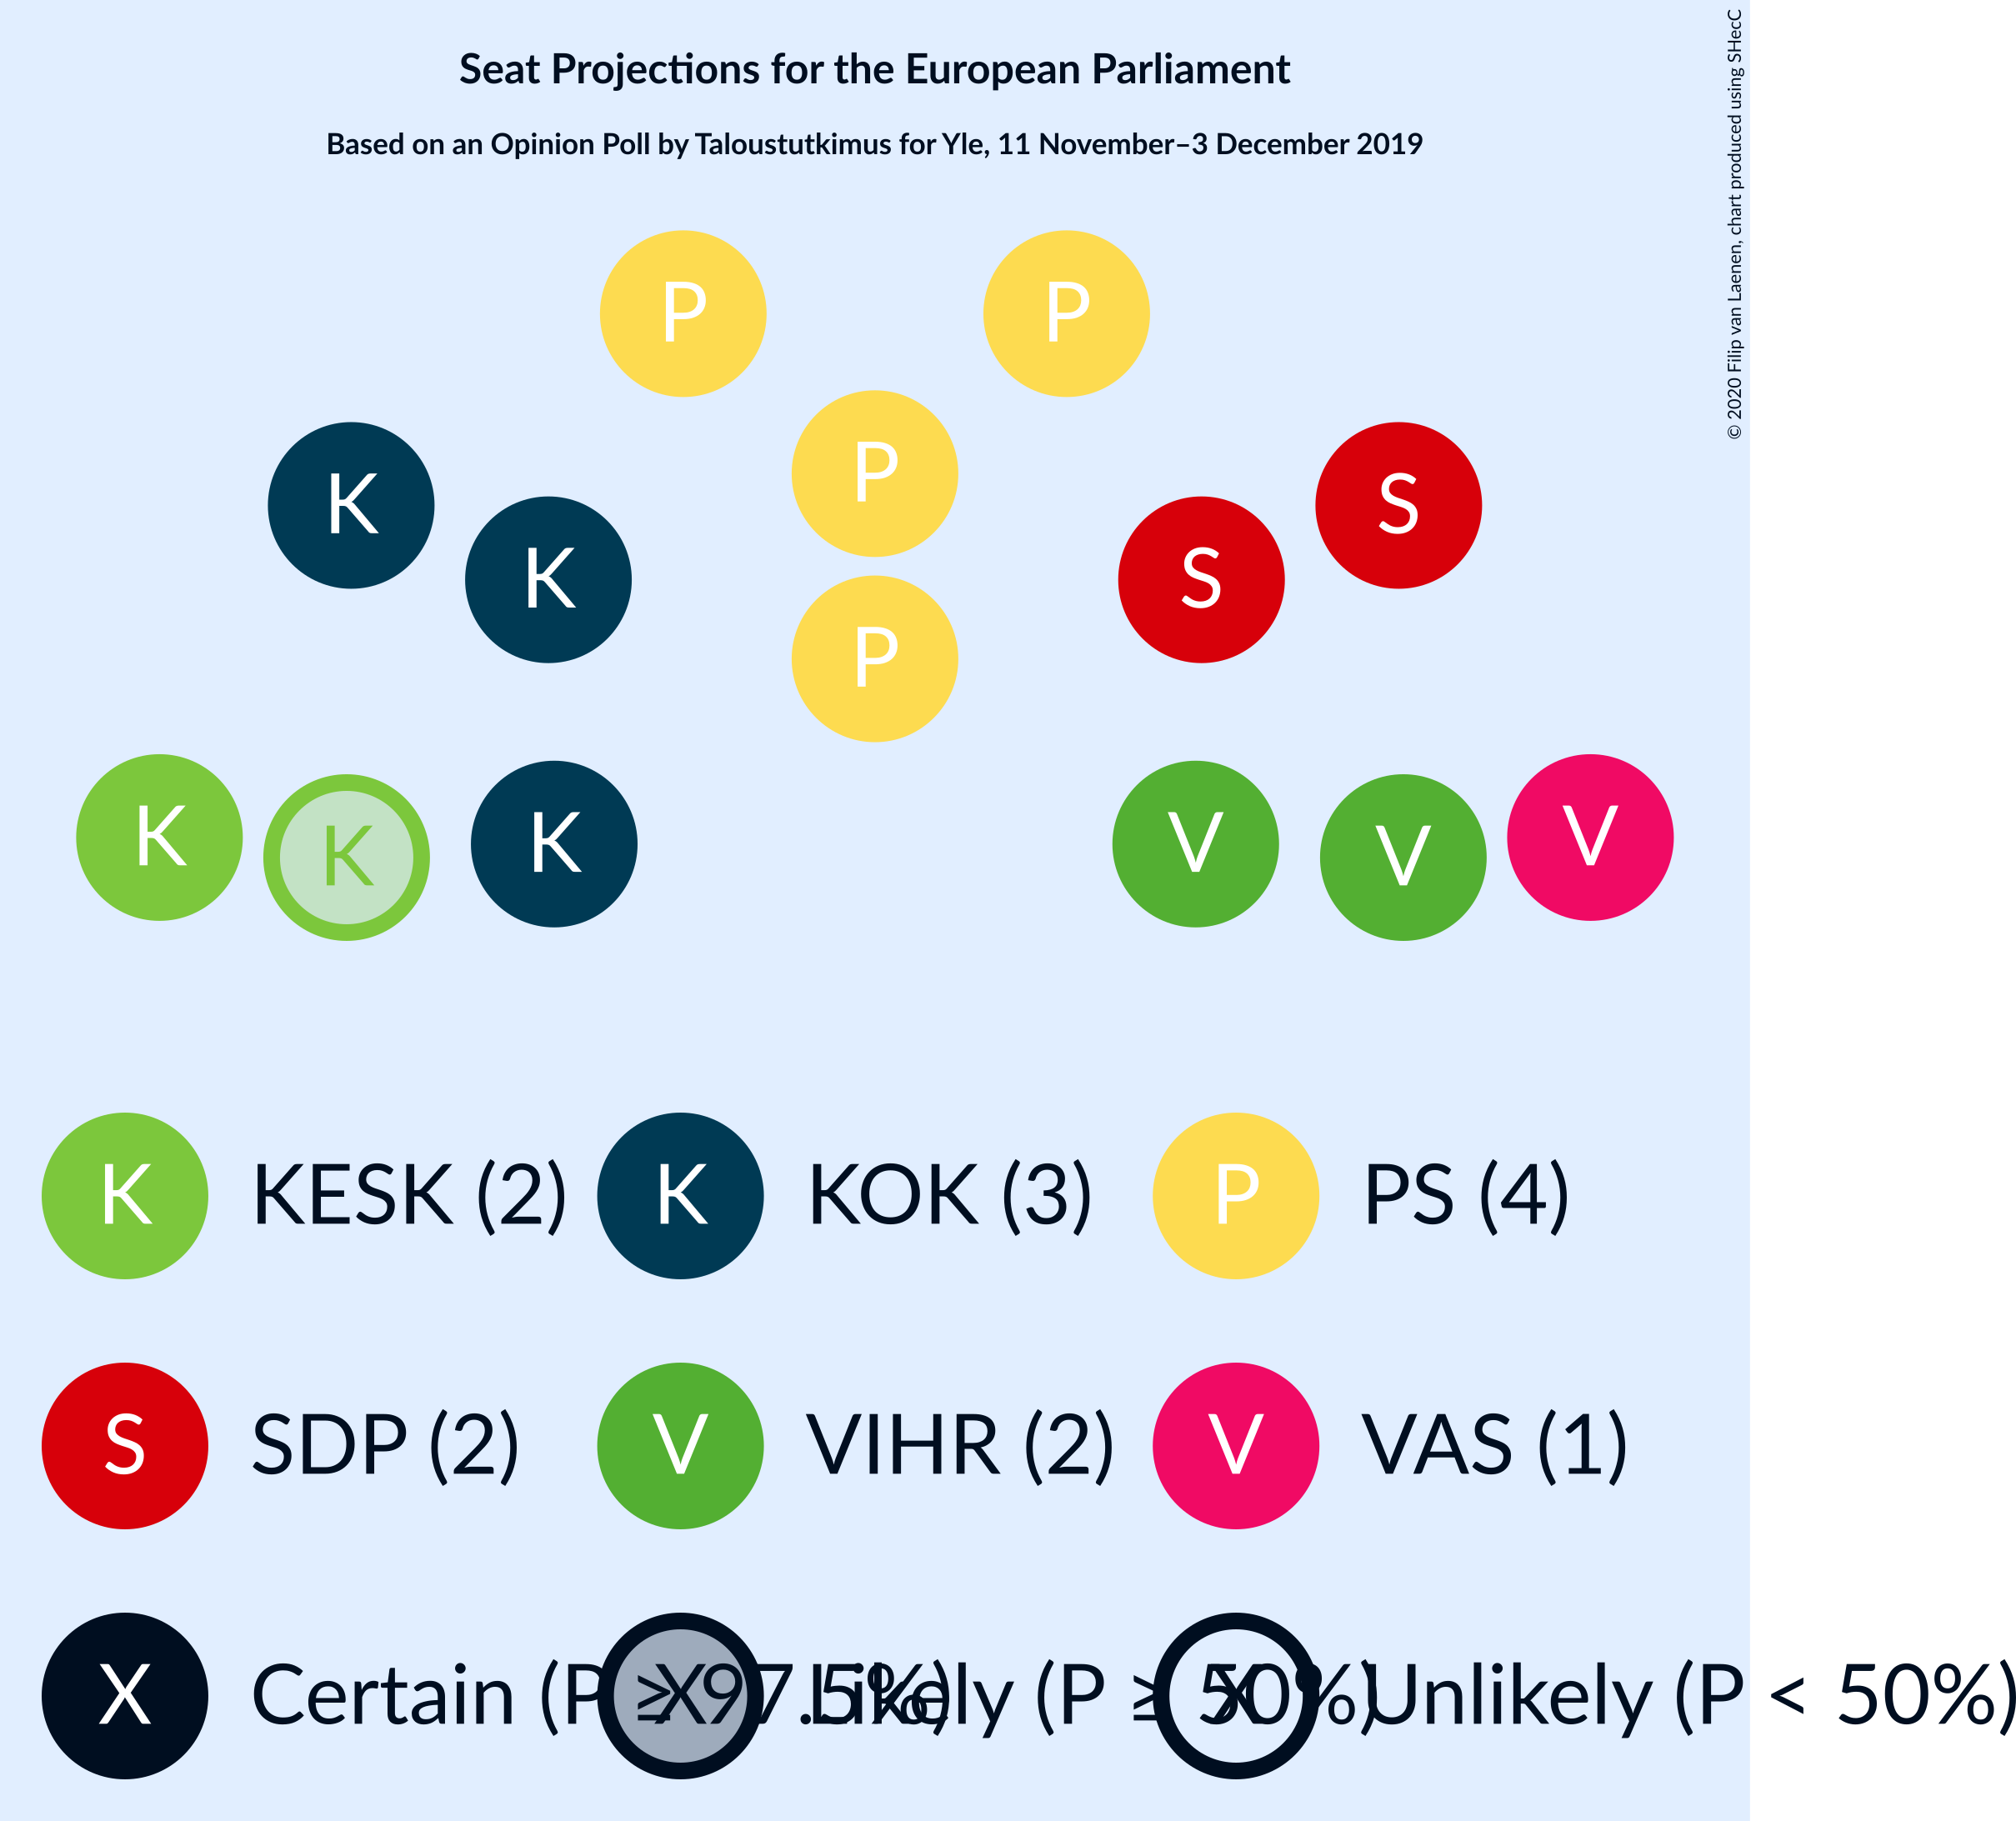 Seat Projections for the European Parliament
Based on an Opinion Poll by Taloustutkimus for Yle, 11 November–3 December 2019
© 2020 Filip van Laenen, chart produced using SHecC
P P
P
K S
K S
P
K K K V V V
K KESK (2) K KOK (3) P PS (4)
S SDP (2) V VIHR (2) V VAS (1)
X Certain (P ≥ 97.5%) X Likely (P ≥ 50%) X Unlikely (P < 50%)